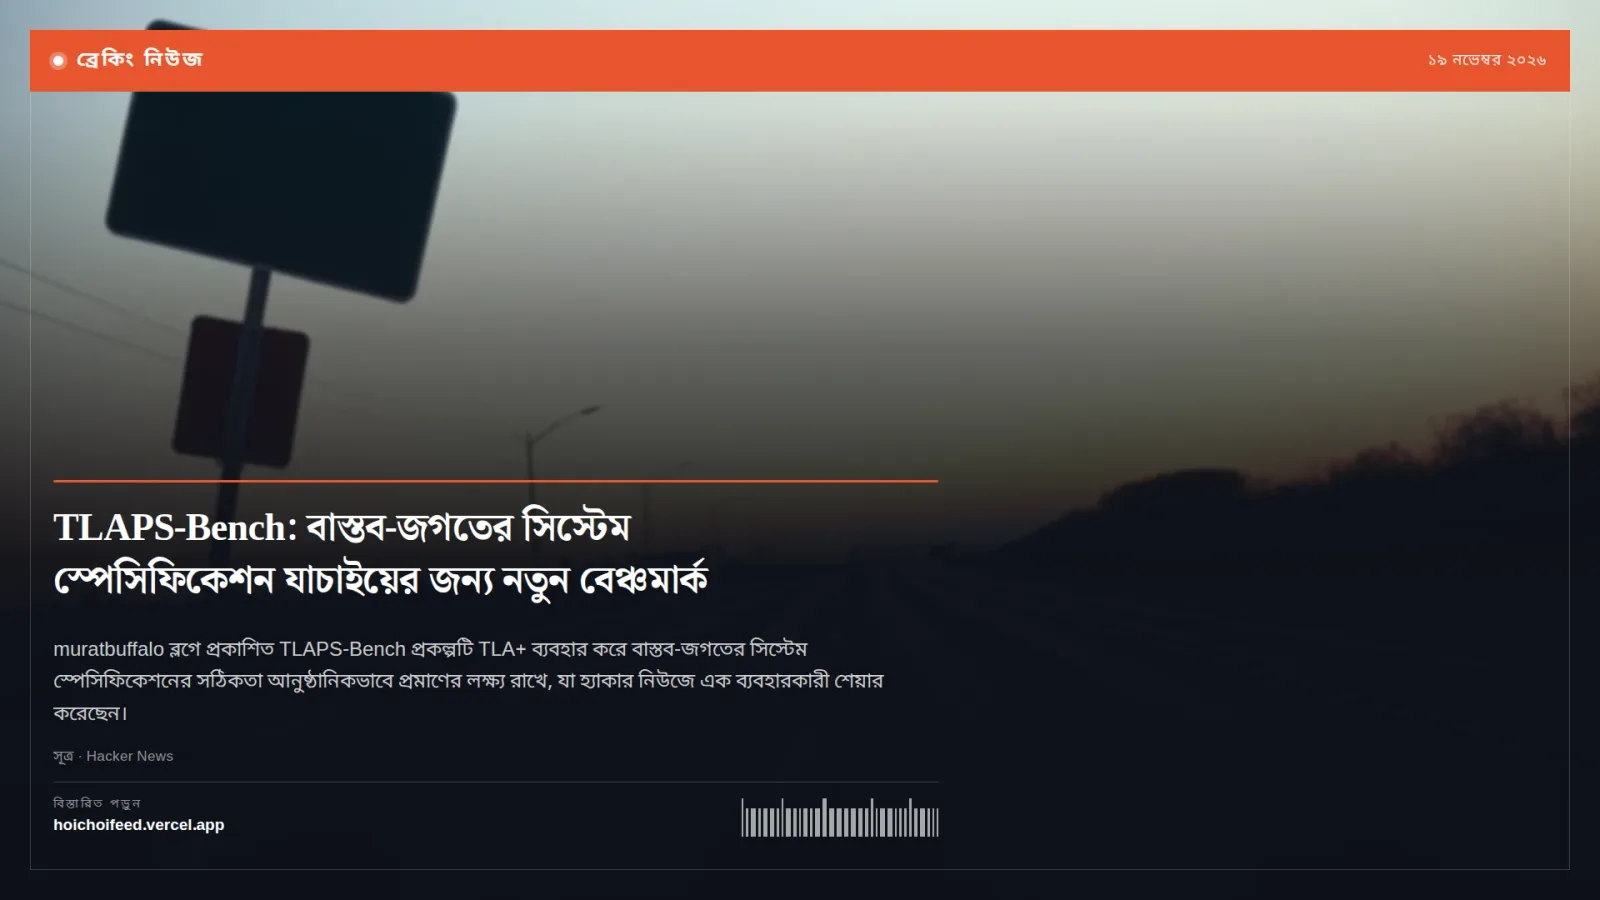 ব্রেকিং নিউজ
১৯ নভেম্বর ২০২৬
TLAPS-Bench: বাস্তব-জগতের সিস্টেম
স্পেসিফিকেশন যাচাইয়ের জন্য নতুন বেঞ্চমার্ক
muratbuffalo ব্লগে প্রকাশিত TLAPS-Bench প্রকল্পটি TLA+ ব্যবহার করে বাস্তব-জগতের সিস্টেম
স্পেসিফিকেশনের সঠিকতা আনুষ্ঠানিকভাবে প্রমাণের লক্ষ্য রাখে, যা হ্যাকার নিউজে এক ব্যবহারকারী শেয়ার
করেছেন।
সূত্র · Hacker News
বিস্তারিত পড়ুন
hoichoifeed.vercel.app